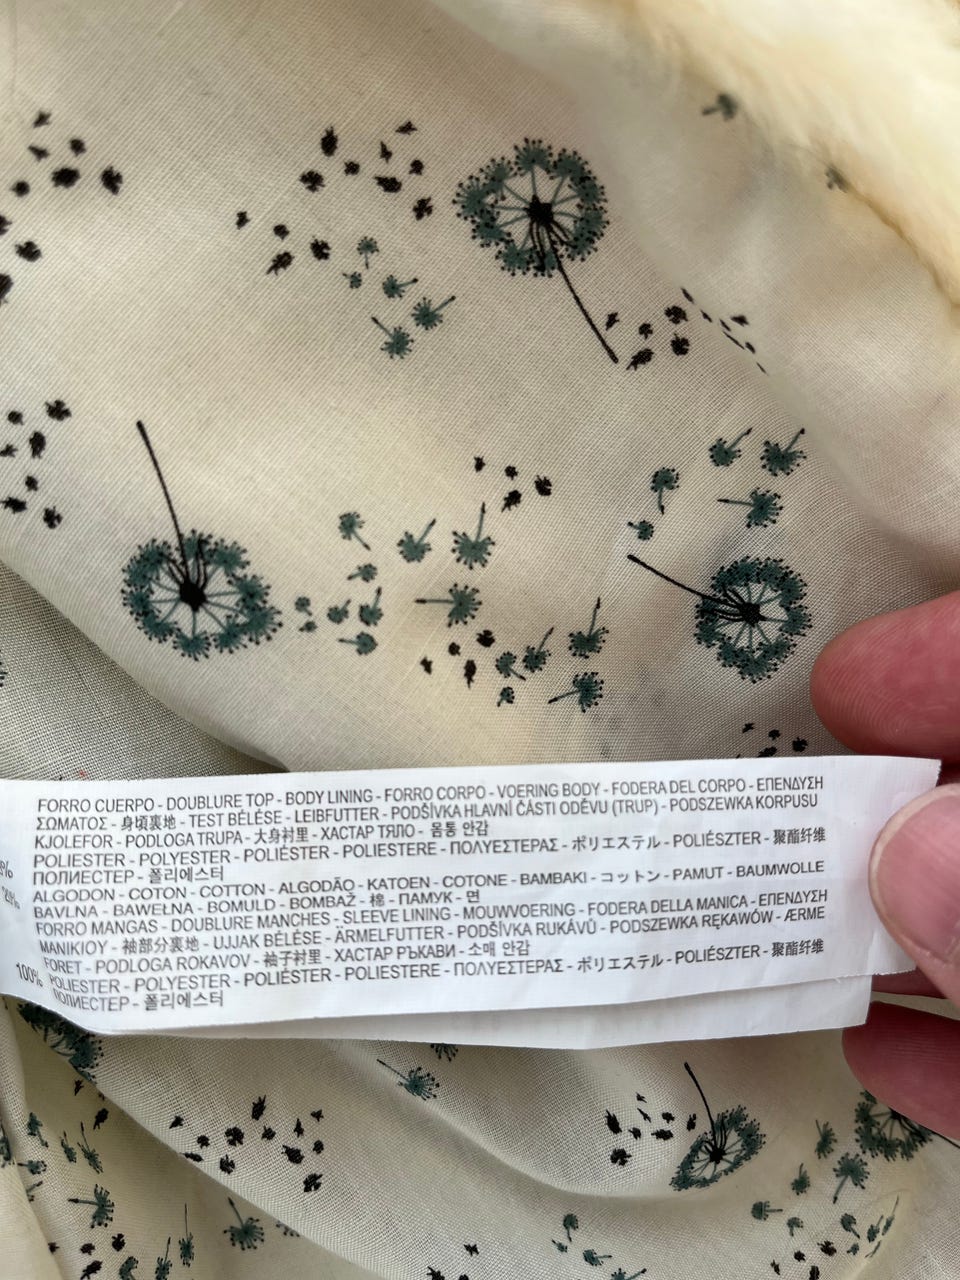 FORRO CUERPO - DOUBLURE TOP - BODY LINING - FORRO CORPO - VOERING BODY - FODERA DEL CORPO - ΕΠΕΝΔΥΣΗ
ΣΩΜΑΤΟΣ - 身頃裏地 - TEST BÉLÉSE - LEIBFUTTER - PODŠÍVKA HLAVNÍ ČÁSTI ODĚVU (TRUP) - PODSZEWKA KORPUSU
KJOLEFOR - PODLOGA TRUPA - 大身衬里 - ХАСТАР ТЯЛО - 몸통 안감
POLIESTER - POLYESTER - POLIÉSTER - POLIESTERE - ΠΟΛΥΕΣΤΕΡΑΣ - ポリエステル - POLIÉSZTER - 聚酯纤维
ПОЛИЕСТЕР - 폴리에스터
ALGODON - COTON - COTTON - ALGODÃO - KATOEN - COTONE - ΒΑΜΒΑΚΙ - コットン - PAMUT - BAUMWOLLE
BAVLNA - BAWEŁNA - BOMULD - BOMBAŽ - 棉 - ПАМУК - 면
FORRO MANGAS - DOUBLURE MANCHES - SLEEVE LINING - MOUWVOERING - FODERA DELLA MANICA - ΕΠΕΝΔΥΣΗ
ΜΑΝΙΚΙΟΥ - 袖部分裏地 - UJJAK BÉLÉSE - ÄRMELFUTTER - PODŠÍVKA RUKÁVŮ - PODSZEWKA RĘKAWÓW - ÆRME
FORET - PODLOGA ROKAVOV - 袖子衬里 - ХАСТАР РЪКАВИ - 소매 안감
100% POLIESTER - POLYESTER - POLIÉSTER - POLIESTERE - ΠΟΛΥΕΣΤΕΡΑΣ - ポリエステル - POLIÉSZTER - 聚酯纤维
ПОЛИЕСТЕР - 폴리에스터